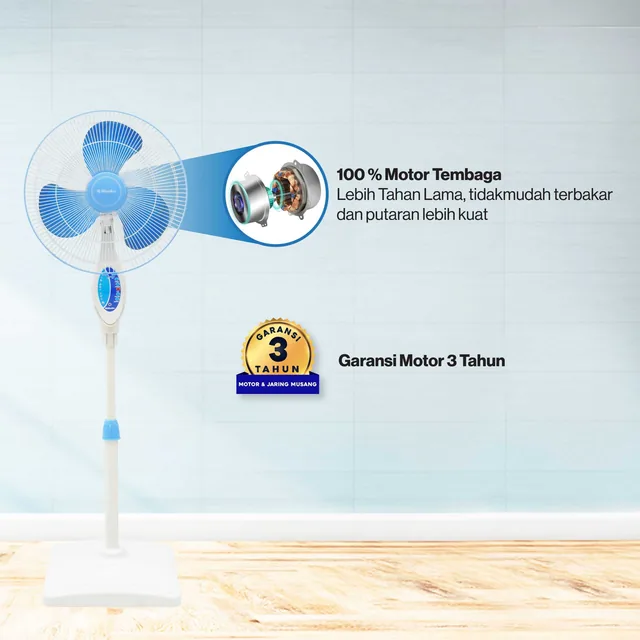 100 % Motor Tembaga
Lebih Tahan Lama, tidakmudah terbakar
dan putaran lebih kuat
GARANSI
3
TAHUN
MOTOR & JARING MUSANG
Garansi Motor 3 Tahun